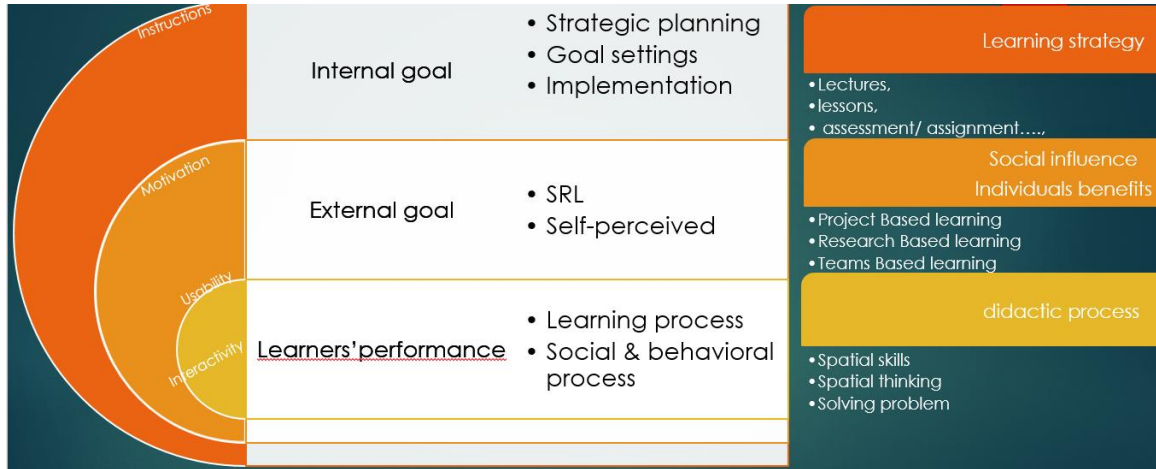 Instructions
Motivation
Usability
Interactivity
Internal goal
• Strategic planning
• Goal settings
• Implementation
External goal
• SRL
• Self-perceived
Learners'performance
• Learning process
• Social & behavioral
process
Learning strategy
•Lectures,
•lessons,
• assessment/ assignment….,
Social influence
Individuals benefits
•Project Based learning
•Research Based learning
•Teams Based learning
didactic process
•Spatial skills
•Spatial thinking
•Solving problem